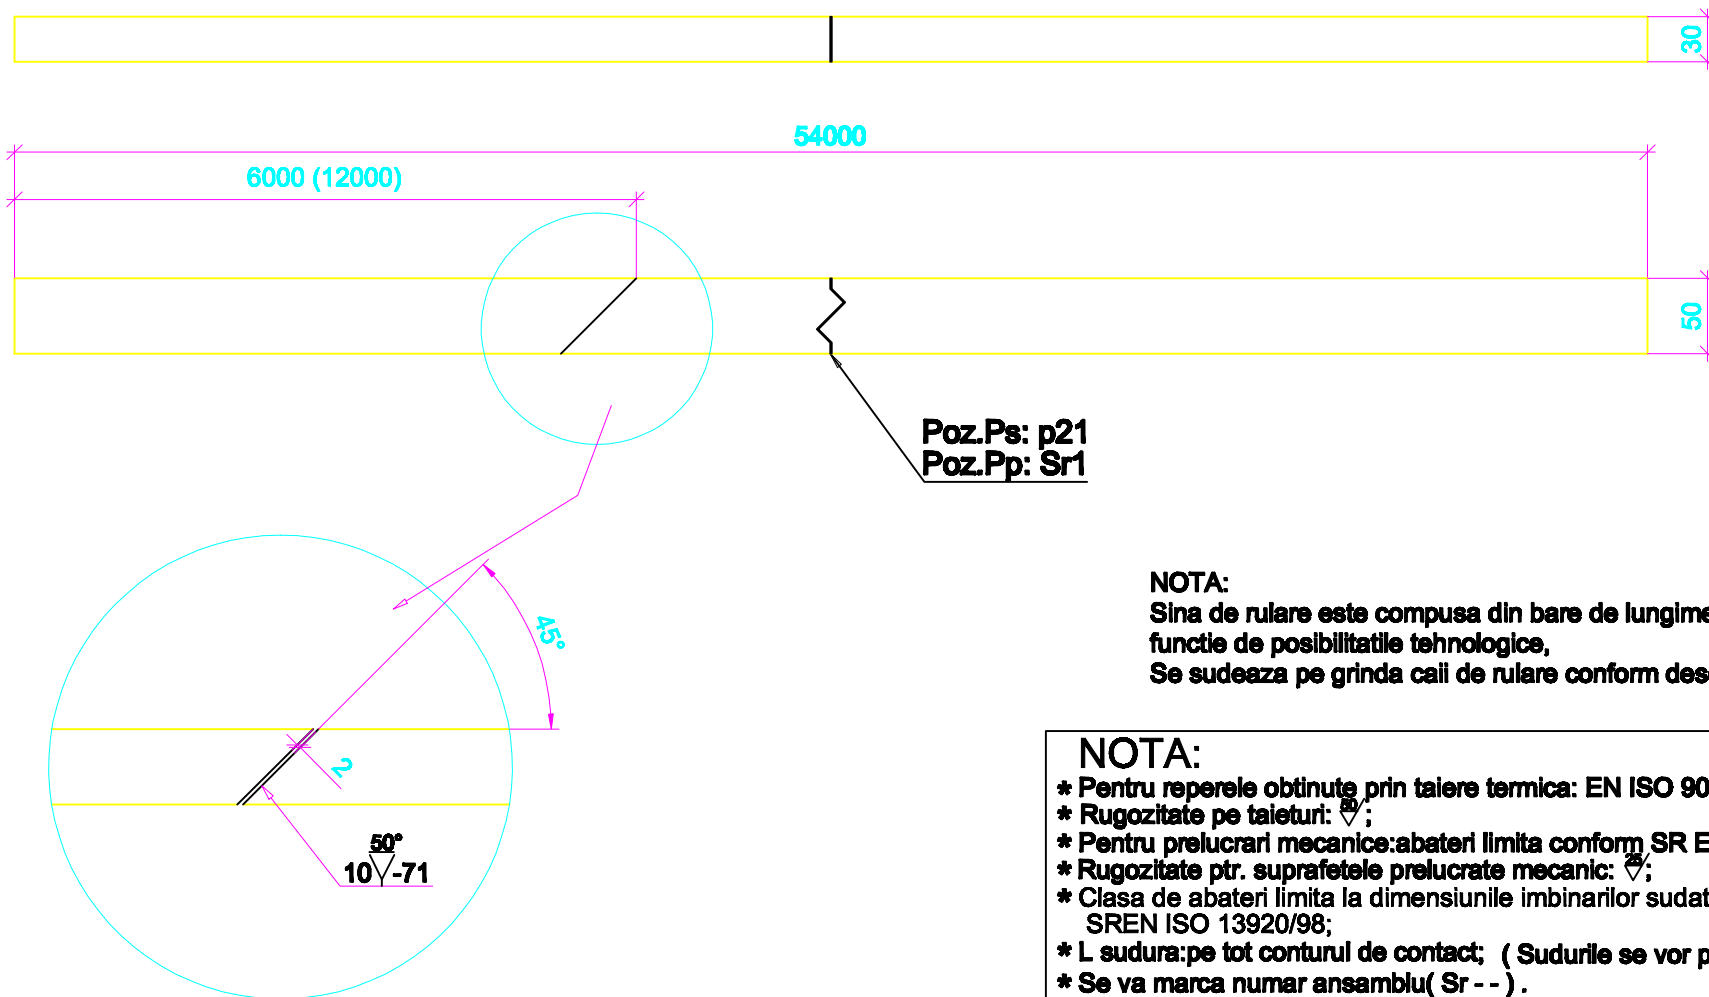 30
54000
6000 (12000)
50
Poz.Ps: p21
Poz.Pp: Sr1
45°
2
50°
10 -71
NOTA:
Sina de rulare este compusa din bare de lungime
functie de posibilitatile tehnologice,
Se sudeaza pe grinda caii de rulare conform des
NOTA:
* Pentru reperele obtinute prin taiere termica: EN ISO 90
* Rugozitate pe taieturi: 50;
* Pentru prelucrari mecanice:abateri limita conform SR E
* Rugozitate ptr. suprafetele prelucrate mecanic: 25;
* Clasa de abateri limita la dimensiunile imbinarilor sudat
SREN ISO 13920/98;
* L sudura:pe tot conturul de contact; ( Sudurile se vor p
* Se va marca numar ansamblu( Sr - - ) .